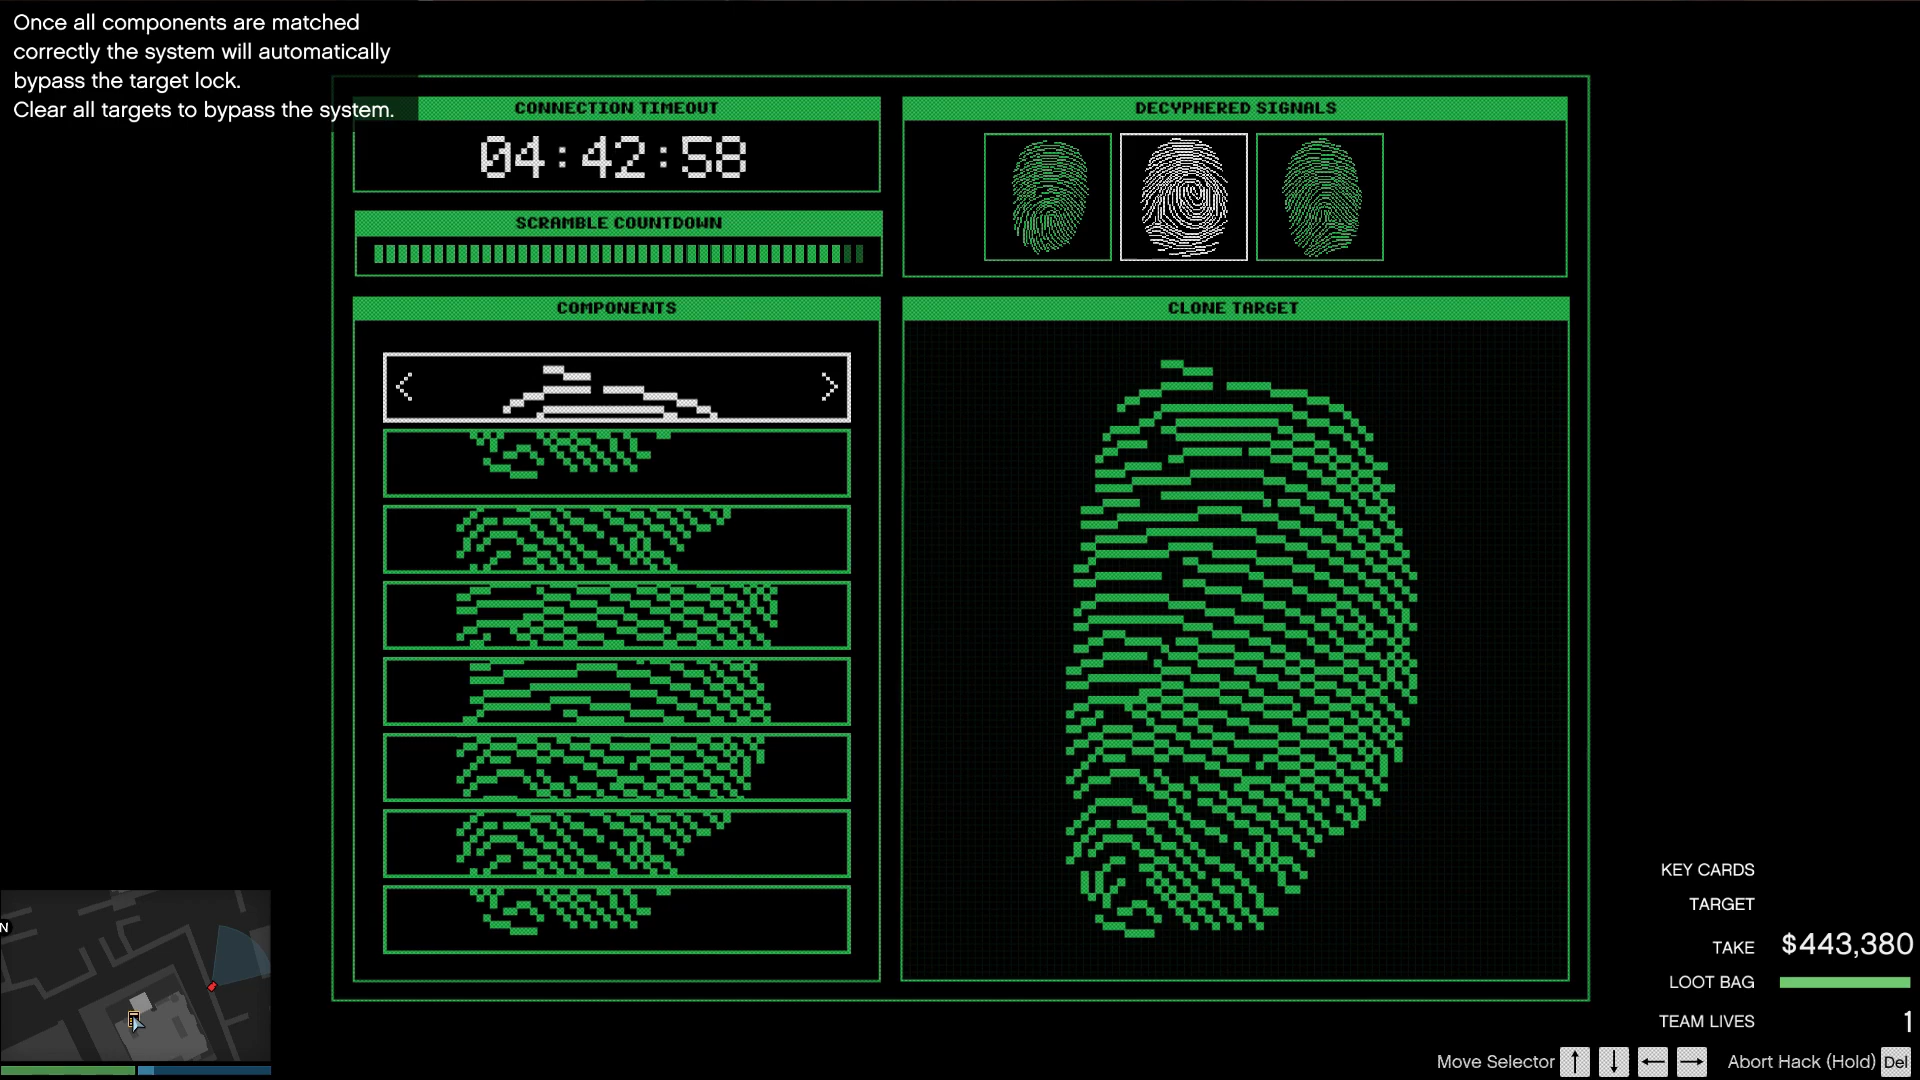 Once all components are matched
correctly the system will automatically
bypass the target lock.
Clear all targets to bypass the system.
CONNECTION TIMEOUT
04:42:58
SCRAMBLE COUNTDOWN
DECYPHERED SIGNALS
COMPONENTS
CLONE TARGET
N
KEY CARDS
TARGET
TAKE $443,380
LOOT BAG
TEAM LIVES 1
Move Selector ↑ ↓ ← → Abort Hack (Hold) Del